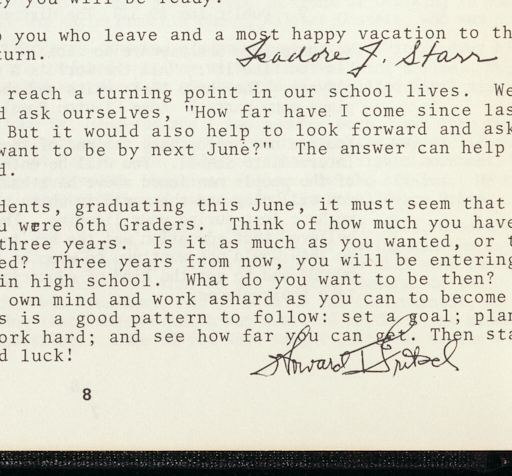 you will be ready.
you who leave and a most happy vacation to th
turn.
Isadore J. Starr
reach a turning point in our school lives. We
d ask ourselves, "How far have I come since las
But it would also help to look forward and ask
want to be by next June?" The answer can help
d.
dents, graduating this June, it must seem that
u were 6th Graders. Think of how much you have
three years. Is it as much as you wanted, or t
ed? Three years from now, you will be entering
in high school. What do you want to be then?
own mind and work ashard as you can to become
s is a good pattern to follow: set a goal; plan
ork hard; and see how far you can get. Then sta
d luck!
Howard
8